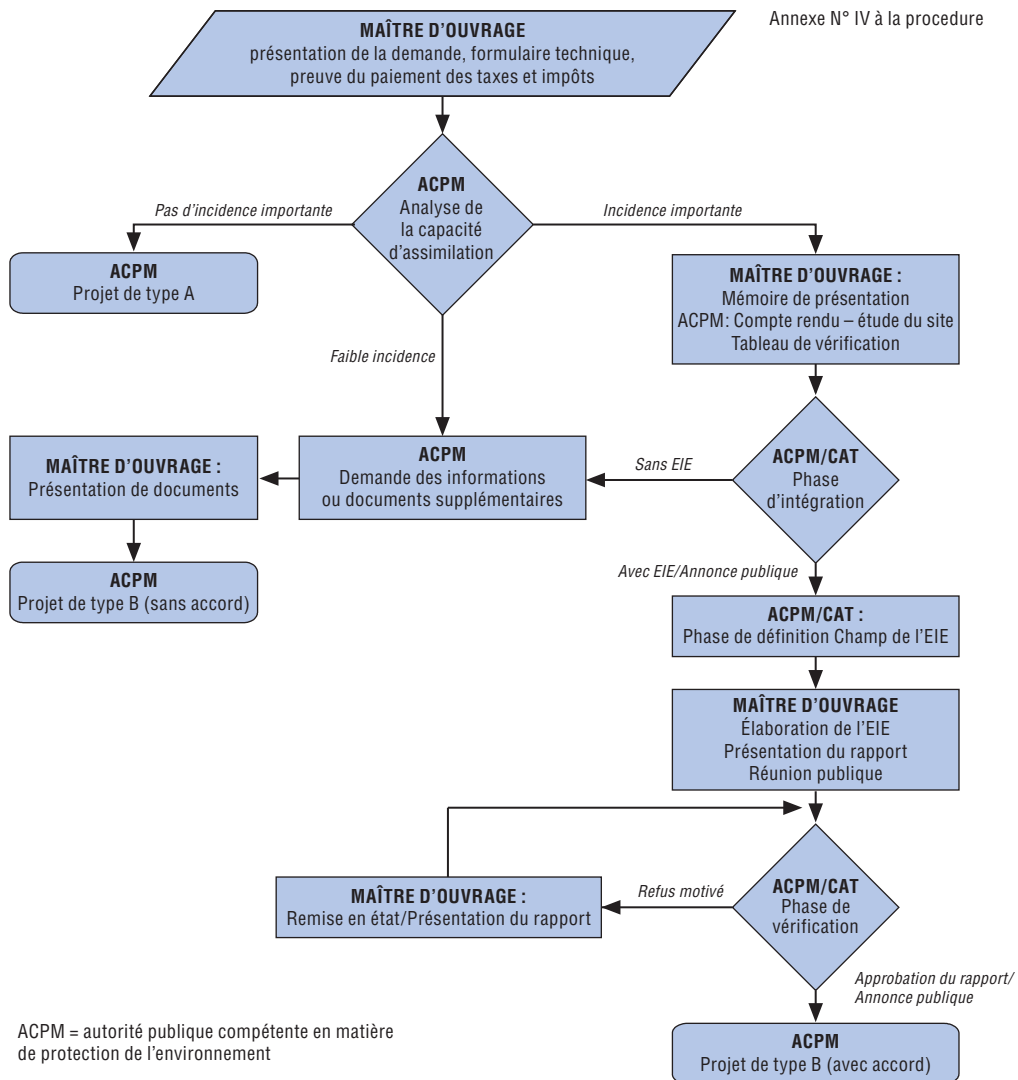 Annexe N° IV à la procedure
MAÎTRE D'OUVRAGE
présentation de la demande, formulaire technique,
preuve du paiement des taxes et impôts
ACPM
Analyse de
la capacité
d'assimilation
Pas d'incidence importante
Incidence importante
ACPM
Projet de type A
MAÎTRE D'OUVRAGE :
Mémoire de présentation
ACPM: Compte rendu – étude du site
Tableau de vérification
Faible incidence
MAÎTRE D'OUVRAGE :
Présentation de documents
ACPM
Demande des informations
ou documents supplémentaires
Sans EIE
ACPM/CAT
Phase
d'intégration
ACPM
Projet de type B (sans accord)
Avec EIE/Annonce publique
ACPM/CAT :
Phase de définition Champ de l'EIE
MAÎTRE D'OUVRAGE
Élaboration de l'EIE
Présentation du rapport
Réunion publique
MAÎTRE D'OUVRAGE :
Remise en état/Présentation du rapport
Refus motivé
ACPM/CAT
Phase de
vérification
Approbation du rapport/
Annonce publique
ACPM
Projet de type B (avec accord)
ACPM = autorité publique compétente en matière
de protection de l'environnement